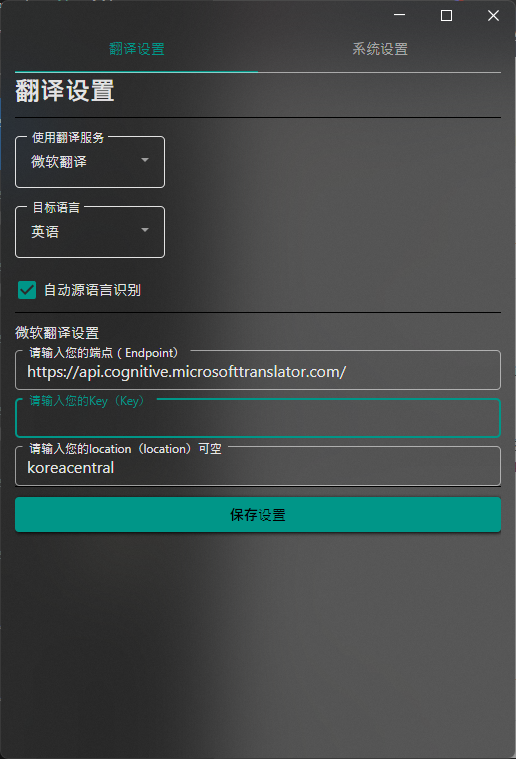 翻译设置 系统设置
翻译设置
使用翻译服务
微软翻译
目标语言
英语
自动源语言识别
微软翻译设置
请输入您的端点（Endpoint）
https://api.cognitive.microsofttranslator.com/
请输入您的Key（Key）
请输入您的location（location）可空
koreacentral
保存设置